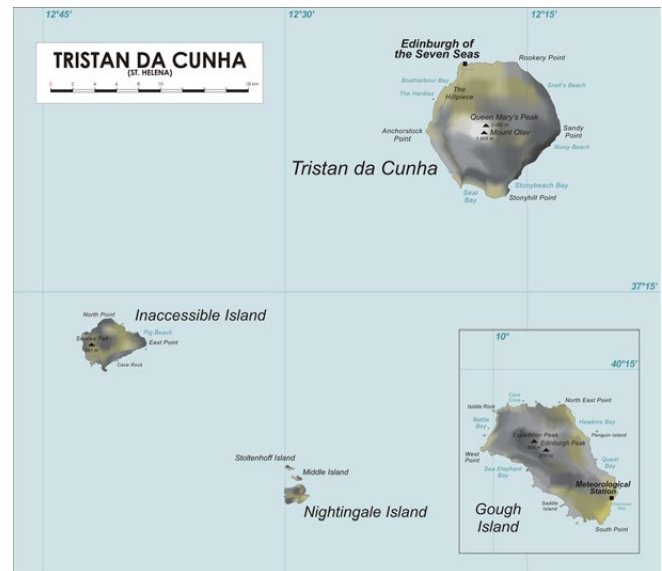 12°45'
12°30'
12°15'
TRISTAN DA CUNHA
(ST. HELENA)
Edinburgh of
the Seven Seas
Rookery Point
Boatharbour Bay
The Hardies
The Hillpiece
Snell's Beach
Queen Mary's Peak
Mount Olav
Anchorstock
Point
Sandy
Point
Noisy Beach
Tristan da Cunha
Seal
Bay
Stonybeach Bay
Stonyhill Point
37°15'
Inaccessible Island
North Point
Pig Beach
East Point
Cave Rock
10°
40°15'
Cave
Cove
North East Point
Hawkins Bay
Penguin Island
Battle
Bay
Expedition Peak
Edinburgh Peak
West
Point
Sea Elephant
Bay
Quest
Bay
Meteorological
Station
Saddle
Island
Gough
Island
South Point
Stoltenhoff Island
Middle Island
Nightingale Island